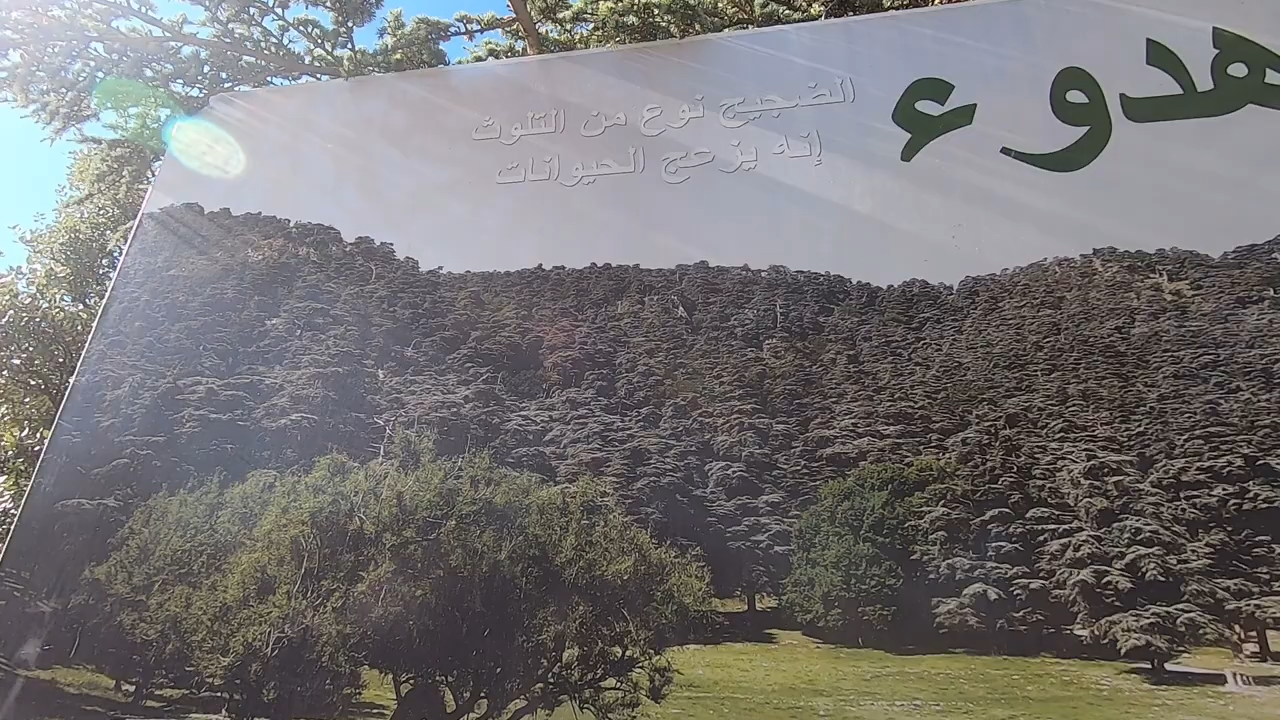 هدوء
الضجيج نوع من التلوث
إنه يزعج الحيوانات